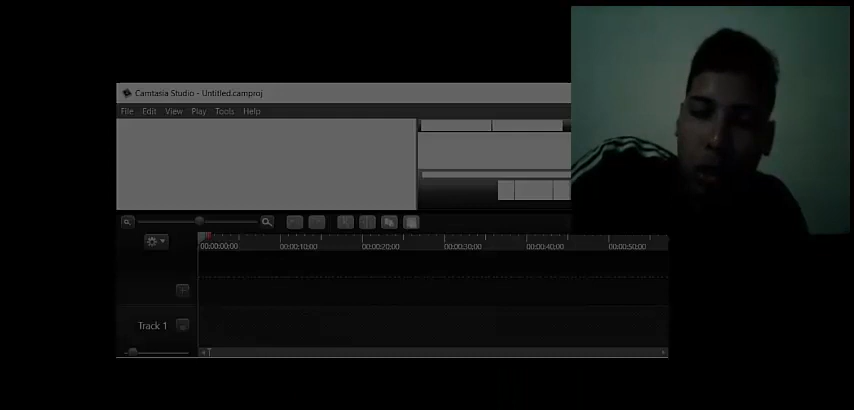 Camtasia Studio - Untitled.camproj
File Edit View Play Tools Help
00:00:00;00 00:00:10;00 00:00:20;00 00:00:30;00 00:00:40;00 00:00:50;00
Track 1